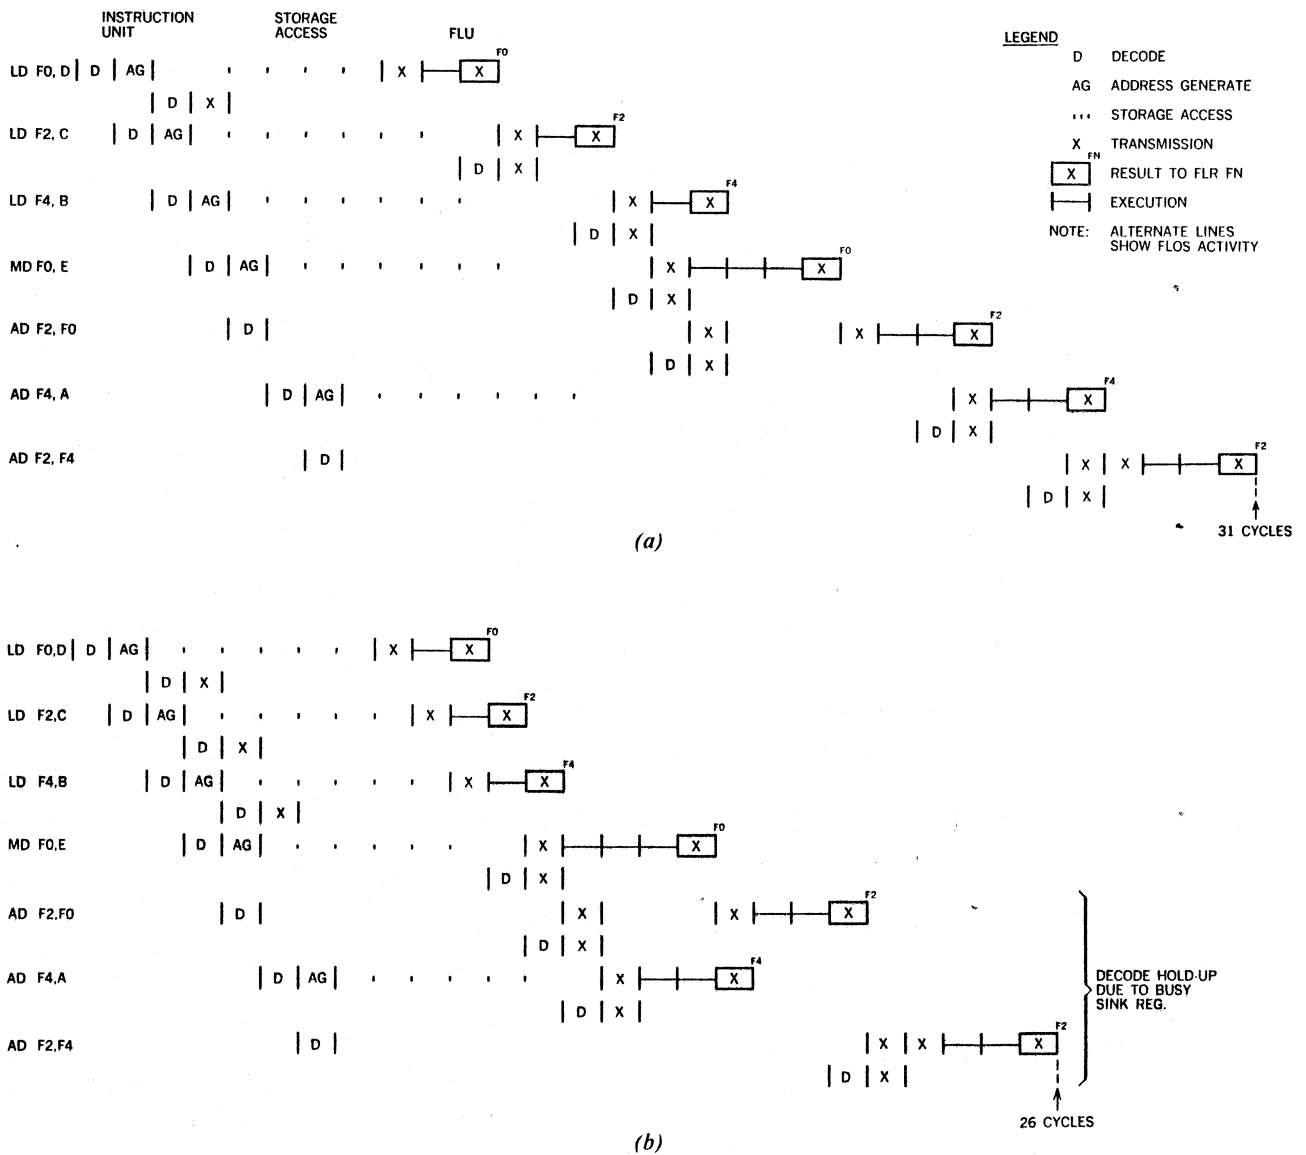 INSTRUCTION UNIT
STORAGE ACCESS
FLU
LD F0, D D AG X X F0
D X
LD F2, C D AG X X F2
D X
LD F4, B D AG X X F4
D X
MD F0, E D AG X X F0
D X
AD F2, F0 D X X X F2
D X
AD F4, A D AG X X F4
D X
AD F2, F4 D X X X F2
D X
31 CYCLES
LEGEND
D DECODE
AG ADDRESS GENERATE
STORAGE ACCESS
X TRANSMISSION
X FN RESULT TO FLR FN
EXECUTION
NOTE: ALTERNATE LINES
SHOW FLOS ACTIVITY
(a)
LD F0,D D AG X X F0
D X
LD F2,C D AG X X F2
D X
LD F4,B D AG X X F4
D X
MD F0,E D AG X X F0
D X
AD F2,F0 D X X X F2
D X
AD F4,A D AG X X F4
D X
AD F2,F4 D X X X F2
D X
DECODE HOLD-UP
DUE TO BUSY
SINK REG.
26 CYCLES
(b)